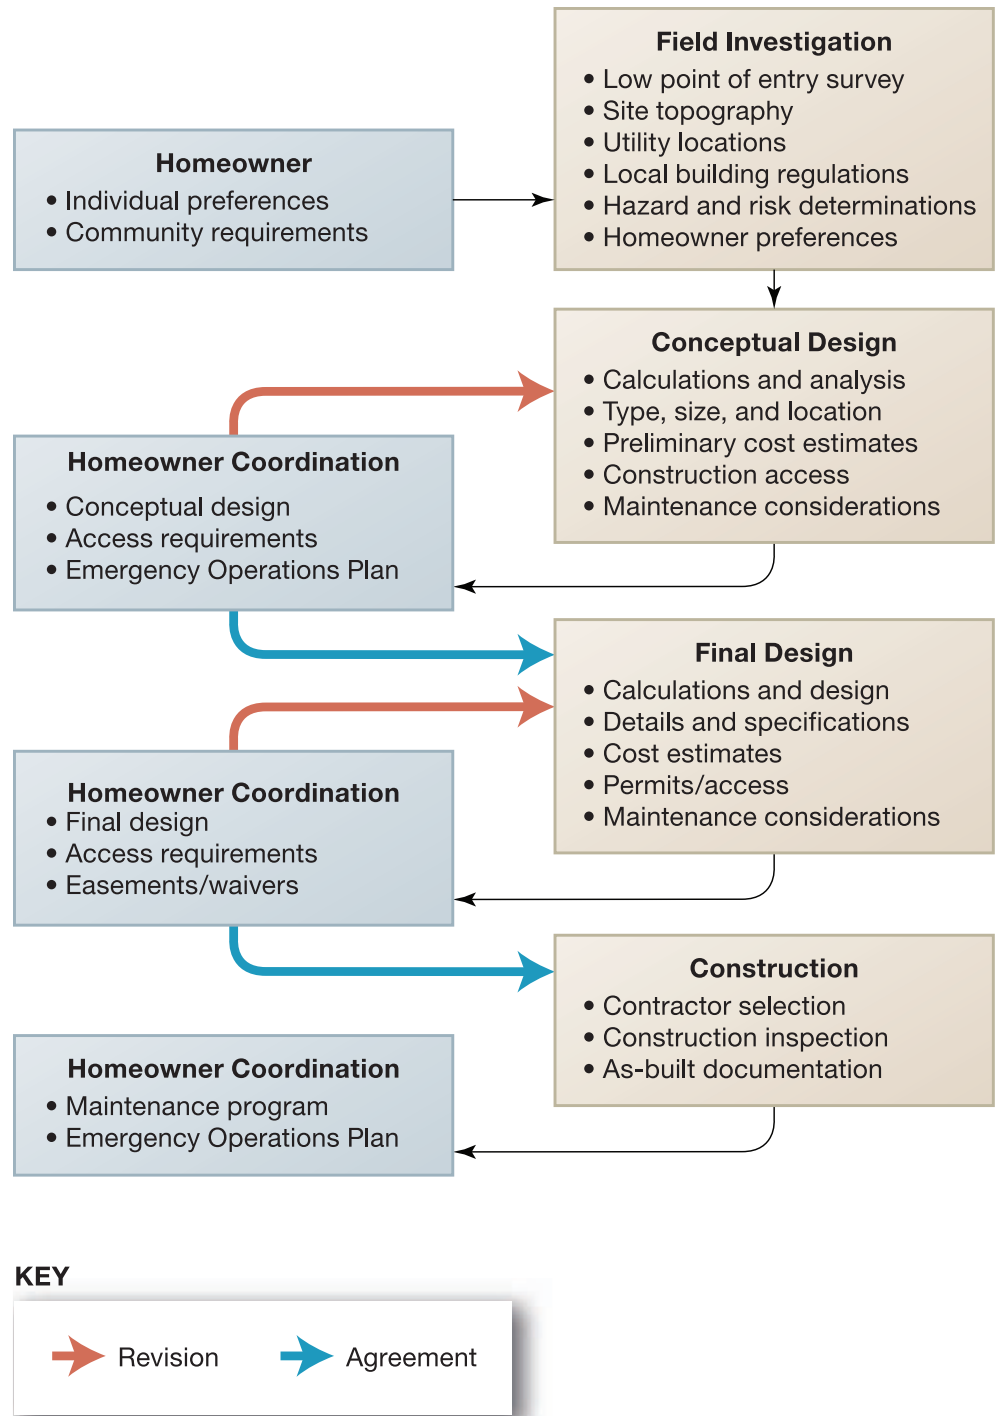 Field Investigation
• Low point of entry survey
• Site topography
• Utility locations
• Local building regulations
• Hazard and risk determinations
• Homeowner preferences
Homeowner
• Individual preferences
• Community requirements
Conceptual Design
• Calculations and analysis
• Type, size, and location
• Preliminary cost estimates
• Construction access
• Maintenance considerations
Homeowner Coordination
• Conceptual design
• Access requirements
• Emergency Operations Plan
Final Design
• Calculations and design
• Details and specifications
• Cost estimates
• Permits/access
• Maintenance considerations
Homeowner Coordination
• Final design
• Access requirements
• Easements/waivers
Construction
• Contractor selection
• Construction inspection
• As-built documentation
Homeowner Coordination
• Maintenance program
• Emergency Operations Plan
KEY
Revision
Agreement